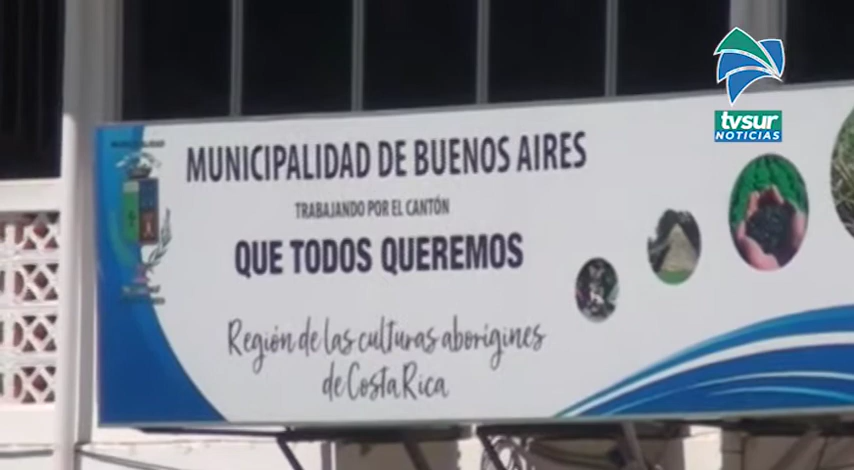 tvsur
NOTICIAS
MUNICIPALIDAD DE BUENOS AIRES
TRABAJANDO POR EL CANTÓN
QUE TODOS QUEREMOS
Región de las culturas aborígines
de Costa Rica